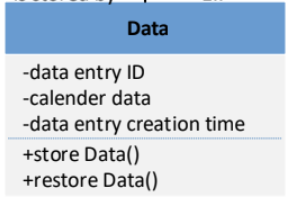 Data
-data entry ID
-calender data
-data entry creation time
+store Data()
+restore Data()